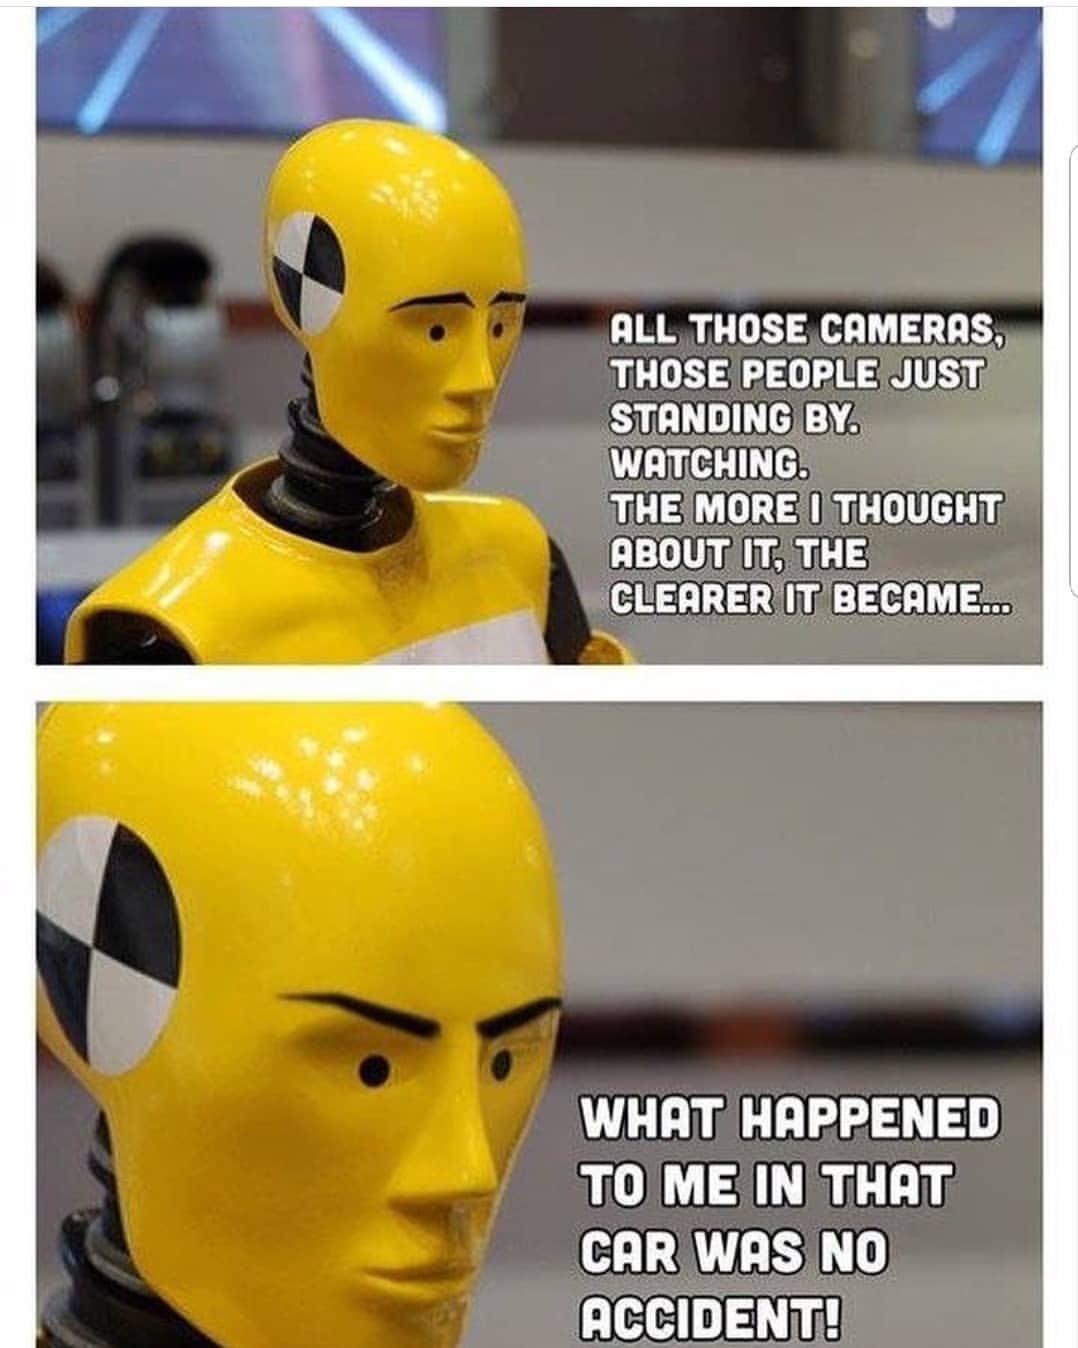 ALL THOSE CAMERAS,
THOSE PEOPLE JUST
STANDING BY.
WATCHING.
THE MORE I THOUGHT
ABOUT IT, THE
CLEARER IT BECAME...
WHAT HAPPENED
TO ME IN THAT
CAR WAS NO
ACCIDENT!